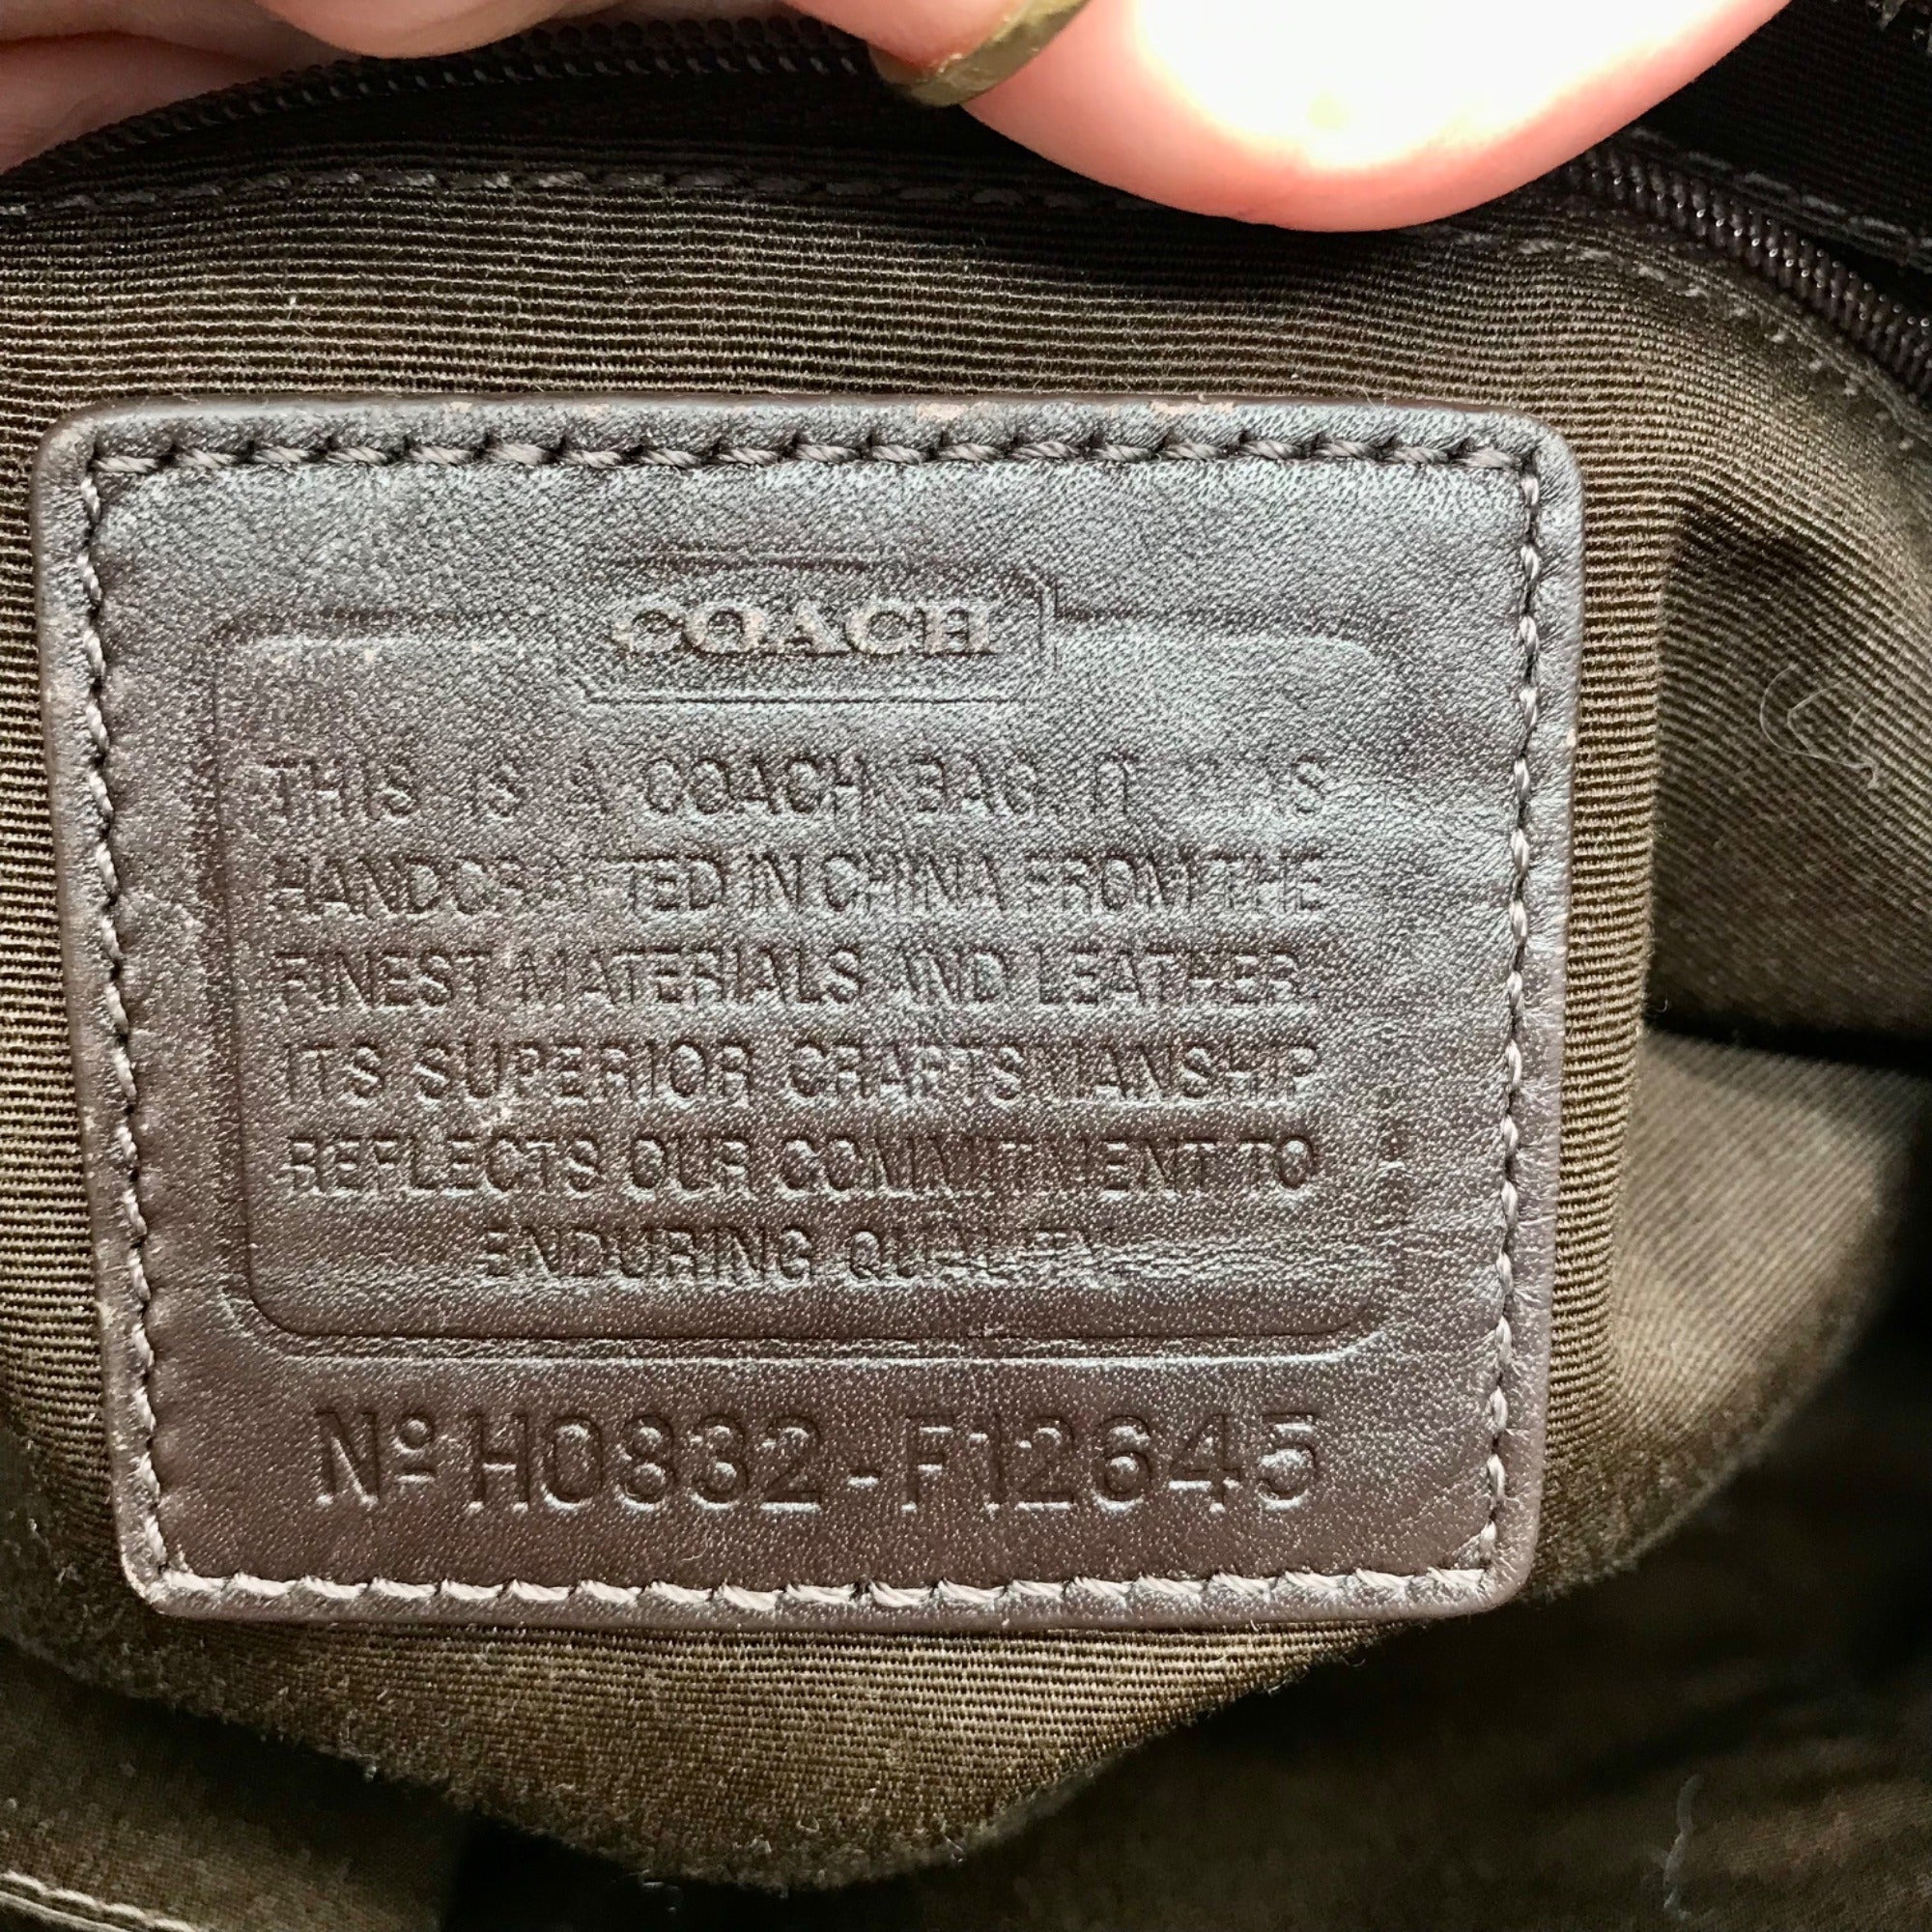 COACH
THIS IS A COACH BAG. IT WAS
HANDCRAFTED IN CHINA FROM THE
FINEST MATERIALS AND LEATHER.
ITS SUPERIOR CRAFTSMANSHIP
REFLECTS OUR COMMITMENT TO
ENDURING QUALITY.
Nº H0832-F12645